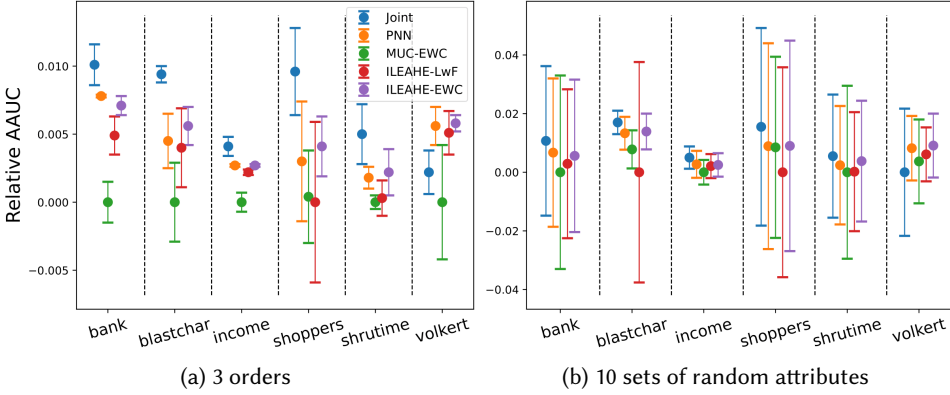 Relative AAUC
0.010
0.005
0.000
−0.005
Joint
PNN
MUC-EWC
ILEAHE-LwF
ILEAHE-EWC
bank
blastchar
income
shoppers
shrutime
volkert
(a) 3 orders
0.04
0.02
0.00
−0.02
−0.04
bank
blastchar
income
shoppers
shrutime
volkert
(b) 10 sets of random attributes